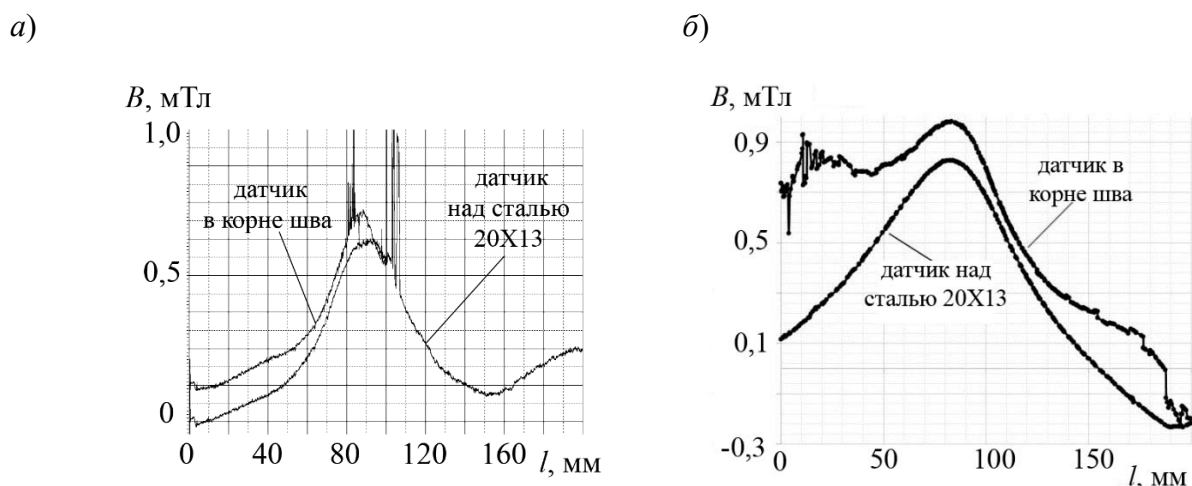 а)
B, мТл
1,0
0,5
0
0 40 80 120 160 l, мм
датчик
в корне шва
датчик
над сталью
20Х13
б)
B, мТл
0,9
0,5
0,1
-0,3
0 50 100 150 l, мм
датчик в
корне шва
датчик над
сталью 20Х13